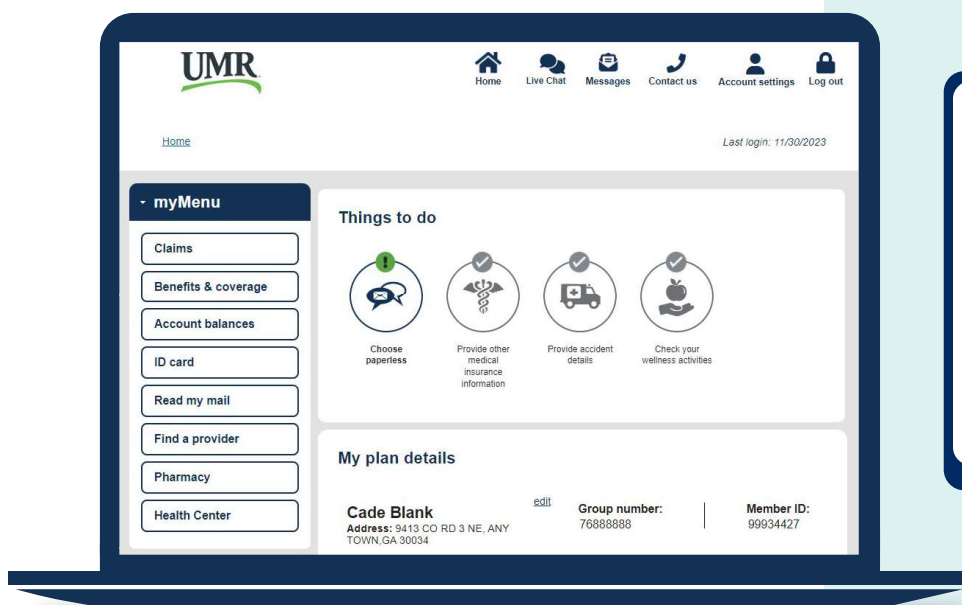 UMR
Home
Live Chat
Messages
Contact us
Account settings
Log out
Home
Last login: 11/30/2023
myMenu
Claims
Benefits & coverage
Account balances
ID card
Read my mail
Find a provider
Pharmacy
Health Center
Things to do
Choose
paperless
Provide other
medical
insurance
information
Provide accident
details
Check your
wellness activities
My plan details
Cade Blank
edit
Address: 9413 CO RD 3 NE, ANY
TOWN,GA 30034
Group number:
76888888
Member ID:
99934427